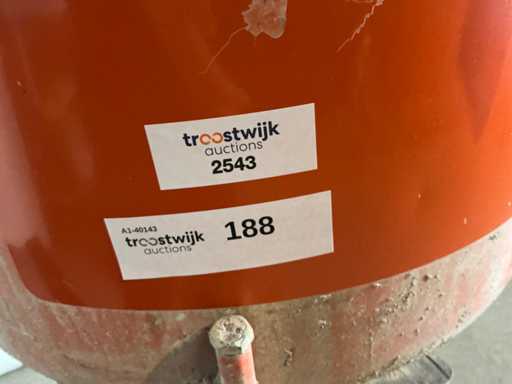 troostwijk
auctions
2543
A1-40143
troostwijk 188
auctions